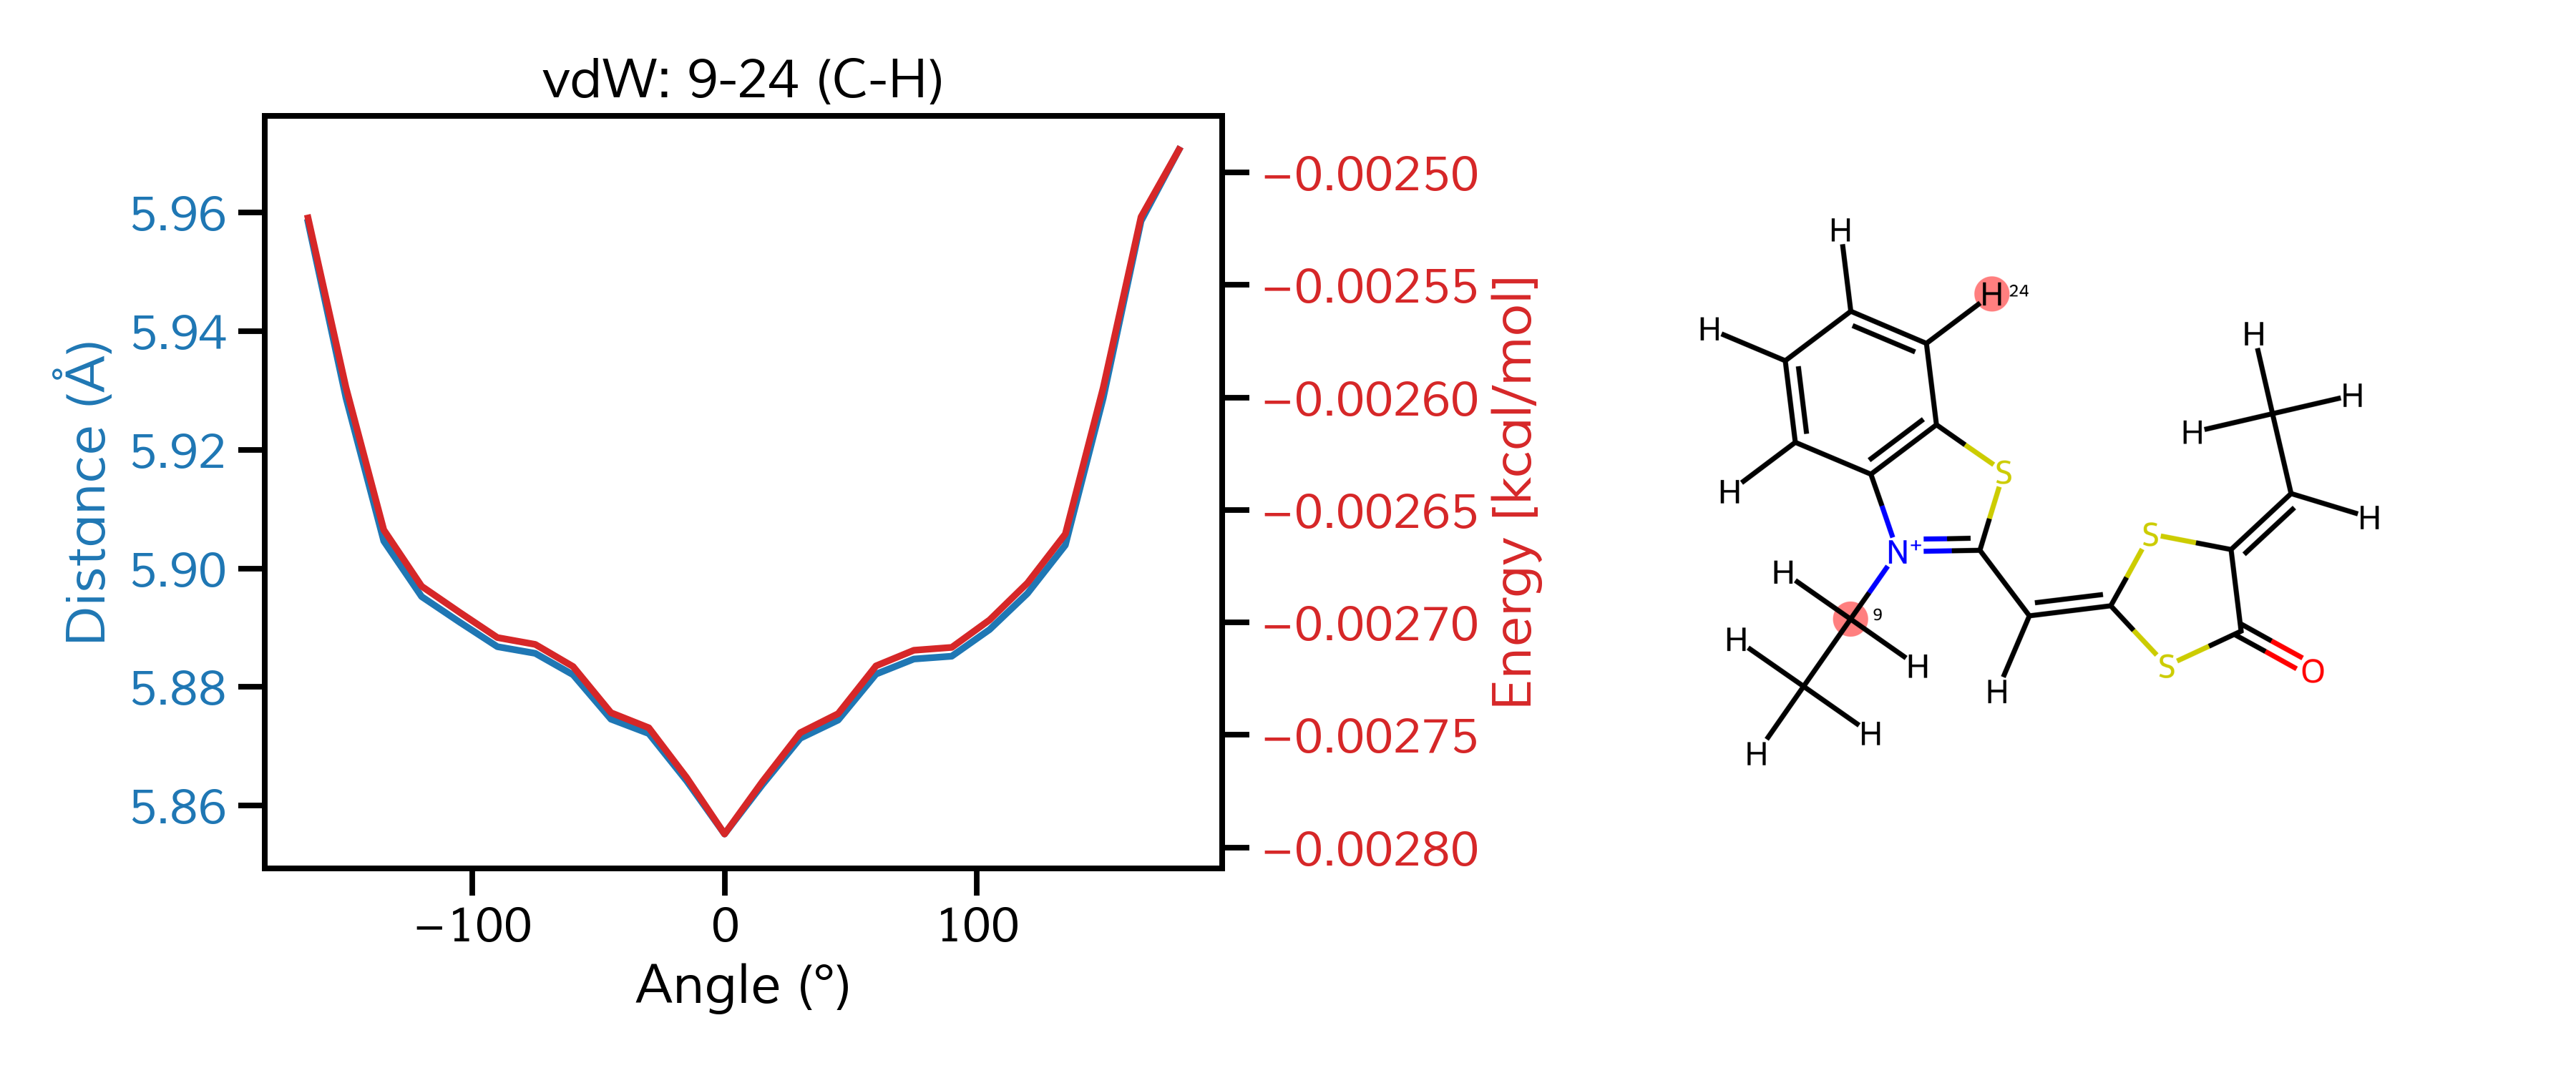 vdW: 9-24 (C-H)
5.96
5.94
5.92
5.90
5.88
5.86
Distance (Å)
−100
0
100
Angle (°)
−0.00250
−0.00255
−0.00260
−0.00265
−0.00270
−0.00275
−0.00280
Energy [kcal/mol]
H
H 24
H
H
H
H
H
S
H
H
S
N+
H
9
H
H
S
O
H
H
H